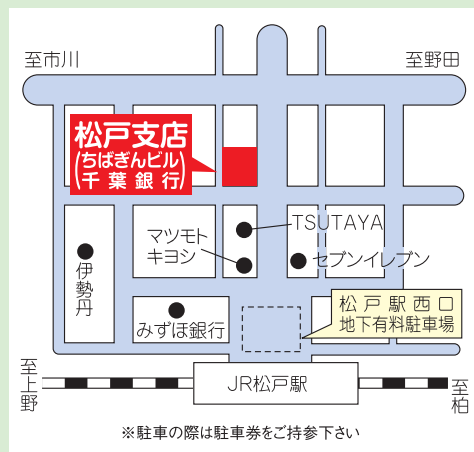 至市川
至野田
松戸支店
(ちばぎんビル)
(千葉銀行)
TSUTAYA
マツモト
キヨシ
セブンイレブン
伊勢丹
みずほ銀行
松戸駅西口
地下有料駐車場
至上野
JR松戸駅
至柏
※駐車の際は駐車券をご持参下さい